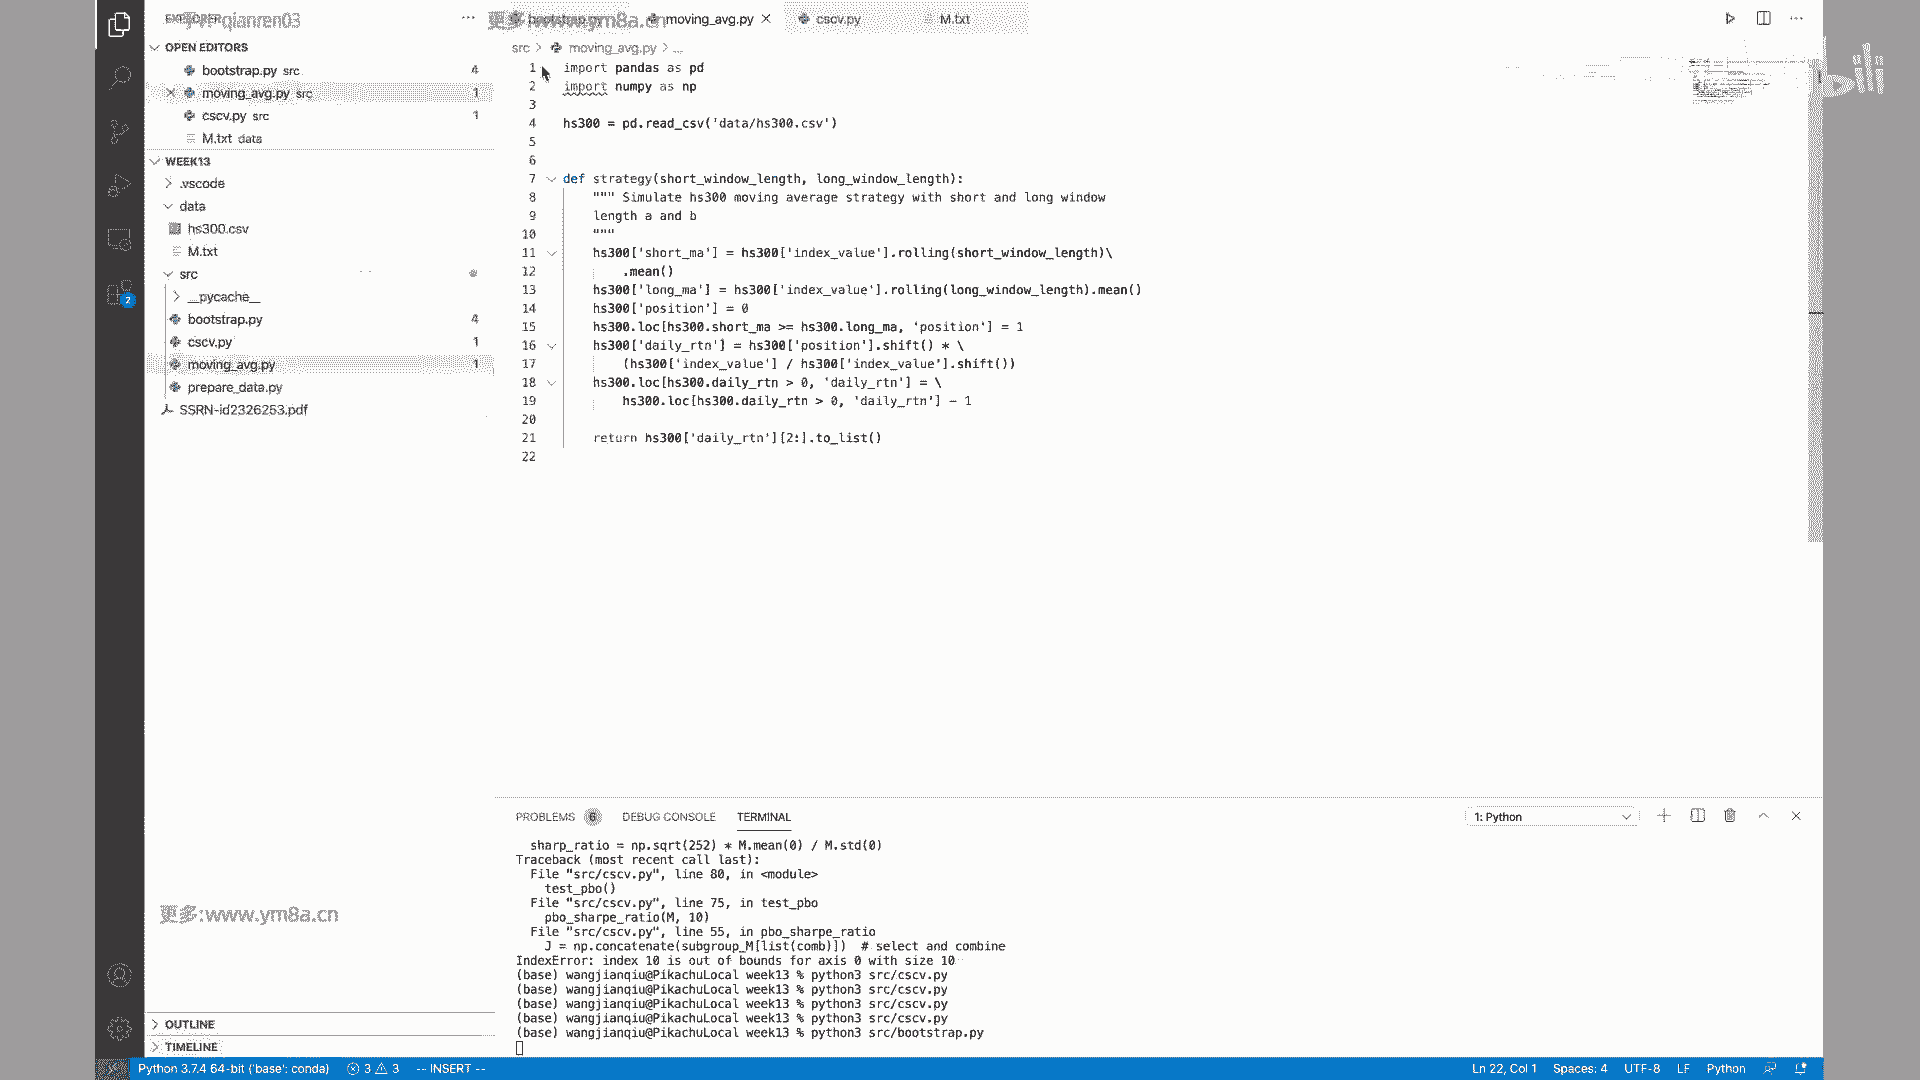 EXPLORER
qianren03
更多:www.ym8a.cn
bootstrap.py
moving_avg.py
cscv.py
M.txt
bili
OPEN EDITORS
bootstrap.py src 4
moving_avg.py src 1
cscv.py src 1
M.txt data
WEEK13
.vscode
data
hs300.csv
M.txt
src
__pycache__
bootstrap.py 4
cscv.py 1
moving_avg.py 1
prepare_data.py
SSRN-id2326253.pdf
更多:www.ym8a.cn
OUTLINE
TIMELINE
2
src > moving_avg.py > ...
1 import pandas as pd
2 import numpy as np
3
4 hs300 = pd.read_csv('data/hs300.csv')
5
6
7 def strategy(short_window_length, long_window_length):
8 """ Simulate hs300 moving average strategy with short and long window
9 length a and b
10 """
11 hs300['short_ma'] = hs300['index_value'].rolling(short_window_length)\
12 .mean()
13 hs300['long_ma'] = hs300['index_value'].rolling(long_window_length).mean()
14 hs300['position'] = 0
15 hs300.loc[hs300.short_ma >= hs300.long_ma, 'position'] = 1
16 hs300['daily_rtn'] = hs300['position'].shift() * \
17 (hs300['index_value'] / hs300['index_value'].shift())
18 hs300.loc[hs300.daily_rtn > 0, 'daily_rtn'] = \
19 hs300.loc[hs300.daily_rtn > 0, 'daily_rtn'] - 1
20
21 return hs300['daily_rtn'][2:].to_list()
22
PROBLEMS 6 DEBUG CONSOLE TERMINAL
1: Python
sharp_ratio = np.sqrt(252) * M.mean(0) / M.std(0)
Traceback (most recent call last):
File "src/cscv.py", line 80, in <module>
test_pbo()
File "src/cscv.py", line 75, in test_pbo
pbo_sharpe_ratio(M, 10)
File "src/cscv.py", line 55, in pbo_sharpe_ratio
J = np.concatenate(subgroup_M[list(comb)]) # select and combine
IndexError: index 10 is out of bounds for axis 0 with size 10
(base) wangjianqiu@PikachuLocal week13 % python3 src/cscv.py
(base) wangjianqiu@PikachuLocal week13 % python3 src/cscv.py
(base) wangjianqiu@PikachuLocal week13 % python3 src/cscv.py
(base) wangjianqiu@PikachuLocal week13 % python3 src/cscv.py
(base) wangjianqiu@PikachuLocal week13 % python3 src/bootstrap.py
Python 3.7.4 64-bit ('base': conda) 3 3 -- INSERT --
Ln 22, Col 1 Spaces: 4 UTF-8 LF Python